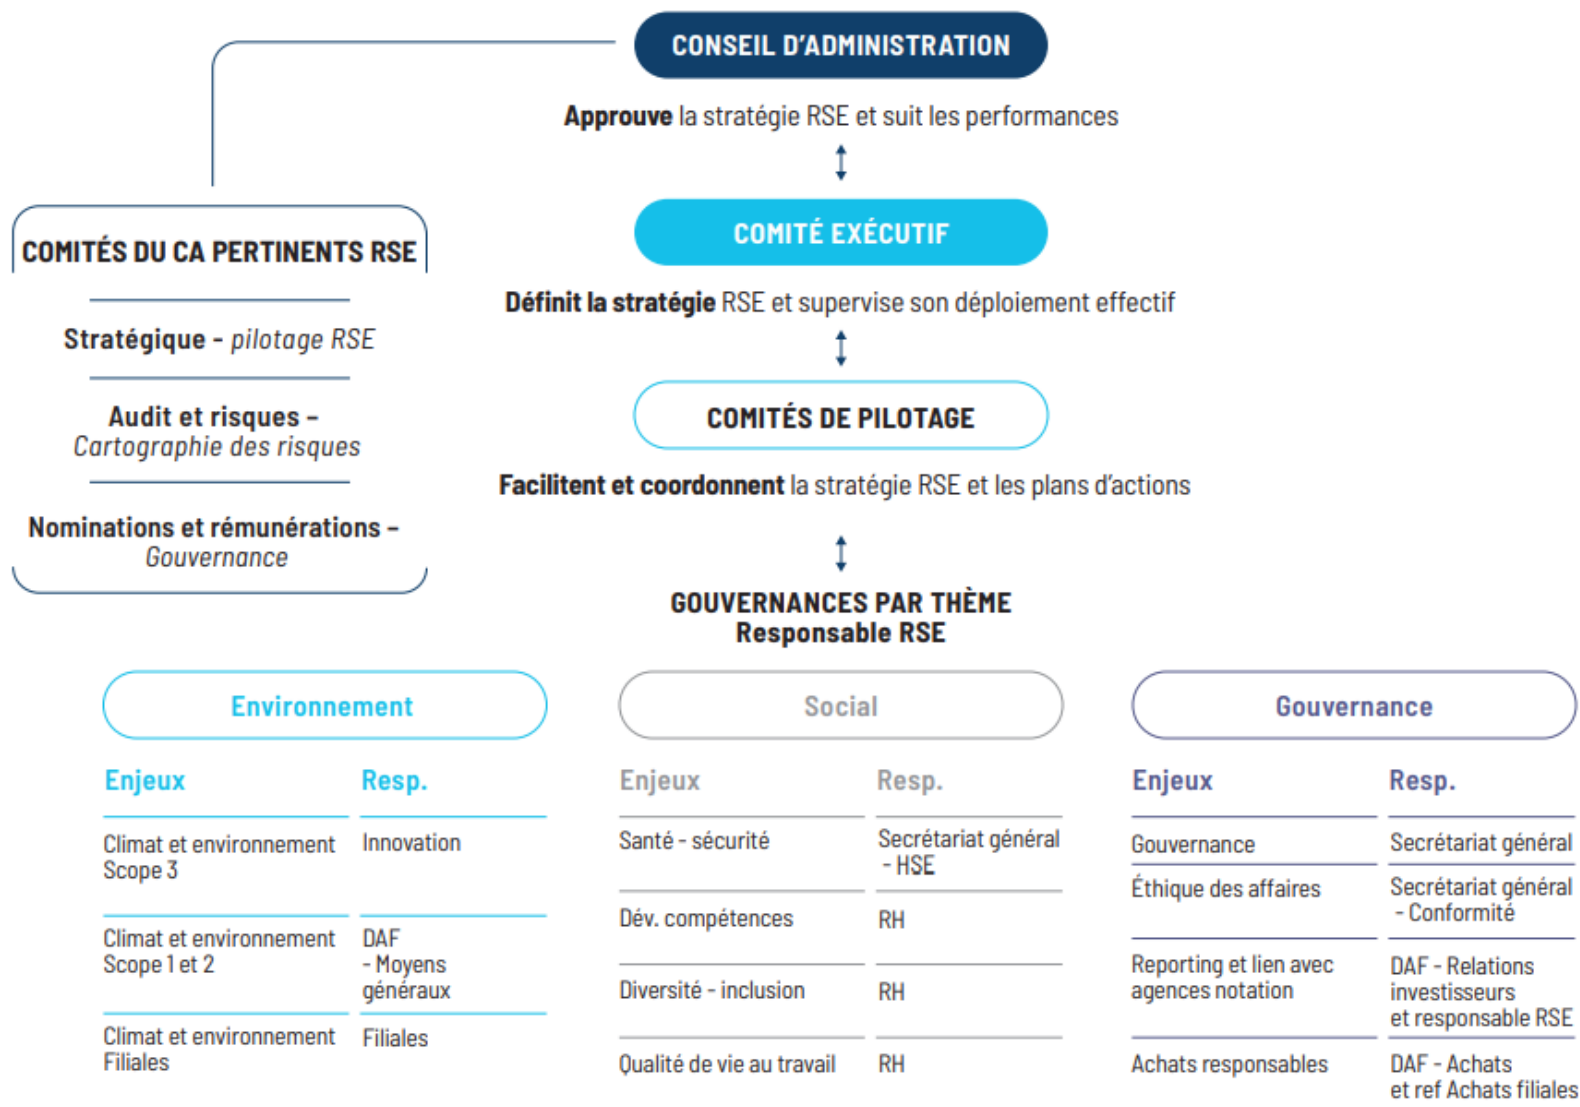 CONSEIL D'ADMINISTRATION
Approuve la stratégie RSE et suit les performances
COMITÉS DU CA PERTINENTS RSE
Stratégique - pilotage RSE
Audit et risques –
Cartographie des risques
Nominations et rémunérations –
Gouvernance
COMITÉ EXÉCUTIF
Définit la stratégie RSE et supervise son déploiement effectif
COMITÉS DE PILOTAGE
Facilitent et coordonnent la stratégie RSE et les plans d'actions
GOUVERNANCES PAR THÈME
Responsable RSE
Environnement
Enjeux Resp.
Climat et environnement Innovation
Scope 3
Climat et environnement DAF
Scope 1 et 2 - Moyens
généraux
Climat et environnement Filiales
Filiales
Social
Enjeux Resp.
Santé - sécurité Secrétariat général
- HSE
Dév. compétences RH
Diversité - inclusion RH
Qualité de vie au travail RH
Gouvernance
Enjeux Resp.
Gouvernance Secrétariat général
Éthique des affaires Secrétariat général
- Conformité
Reporting et lien avec DAF - Relations
agences notation investisseurs
et responsable RSE
Achats responsables DAF - Achats
et ref Achats filiales